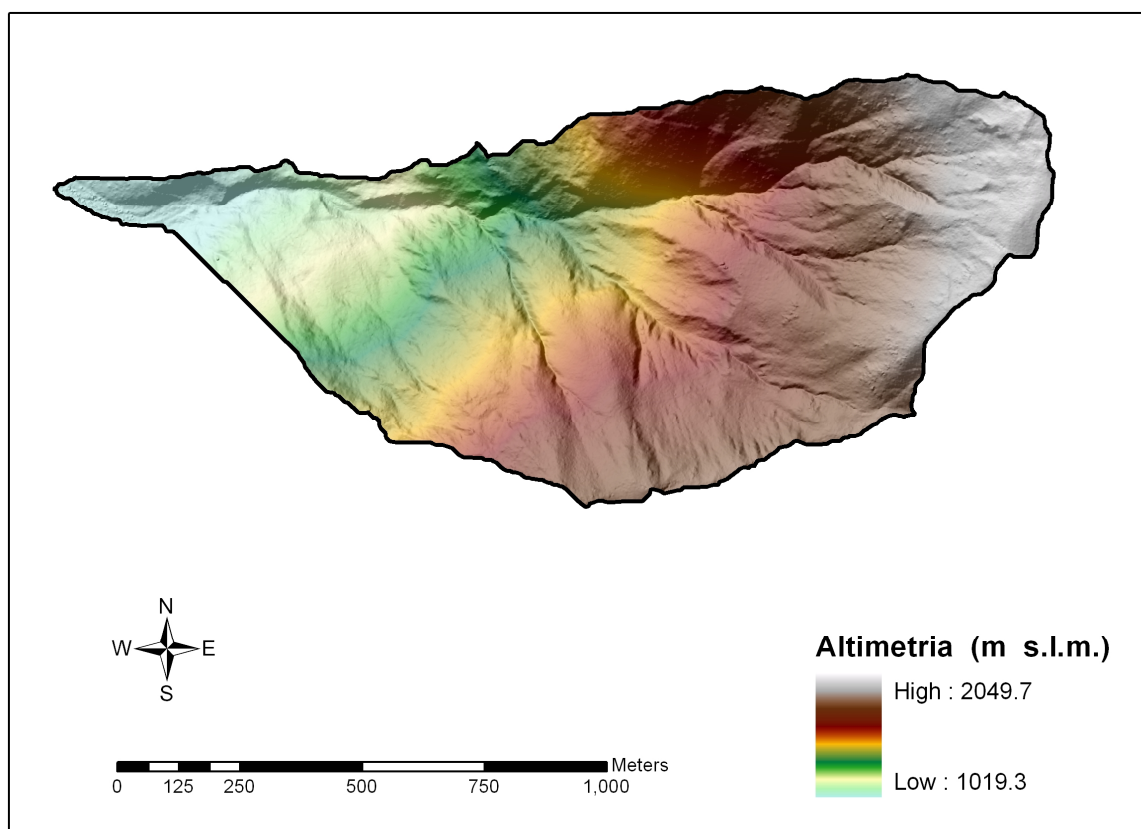 N
W E
S
Altimetria (m s.l.m.)
High : 2049.7
Low : 1019.3
Meters
0 125 250 500 750 1,000